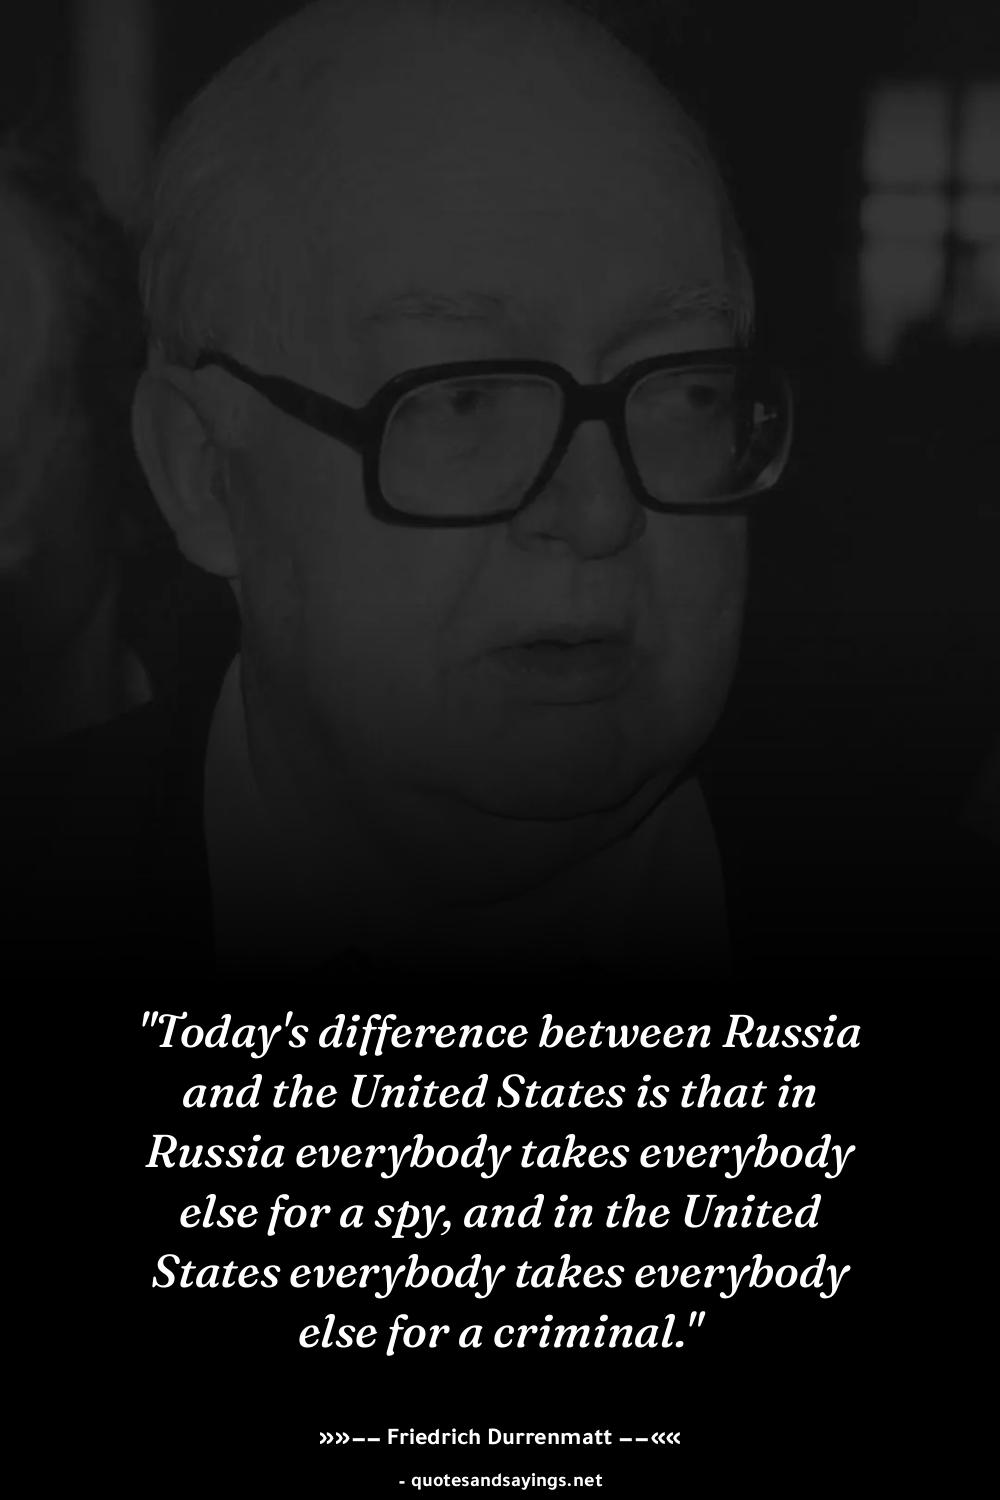 "Today's difference between Russia
and the United States is that in
Russia everybody takes everybody
else for a spy, and in the United
States everybody takes everybody
else for a criminal."
»»−− Friedrich Durrenmatt −−««
- quotesandsayings.net